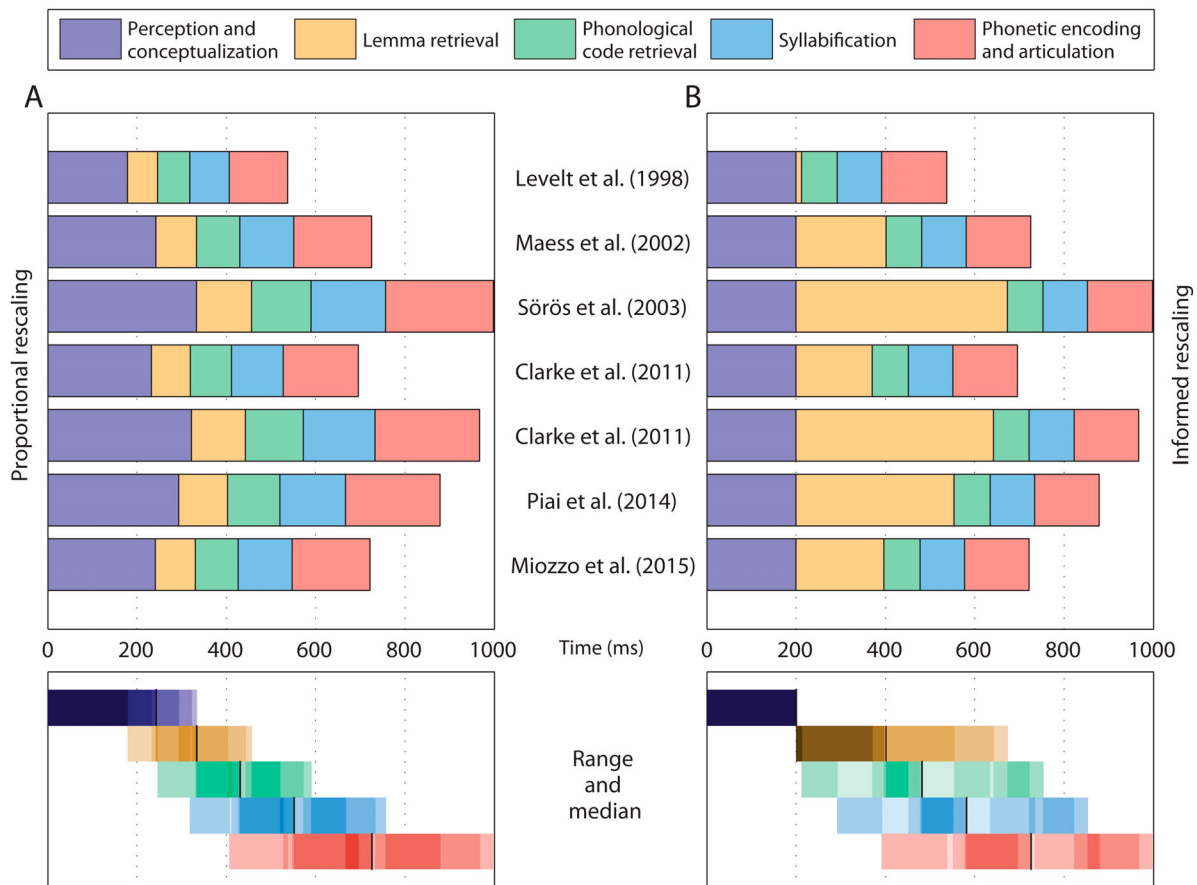 Perception and
conceptualization
Lemma retrieval
Phonological
code retrieval
Syllabification
Phonetic encoding
and articulation
A
B
Proportional rescaling
Levelt et al. (1998)
Maess et al. (2002)
Sörös et al. (2003)
Clarke et al. (2011)
Clarke et al. (2011)
Piai et al. (2014)
Miozzo et al. (2015)
Informed rescaling
0 200 400 600 800 1000 Time (ms) 0 200 400 600 800 1000
Range
and
median